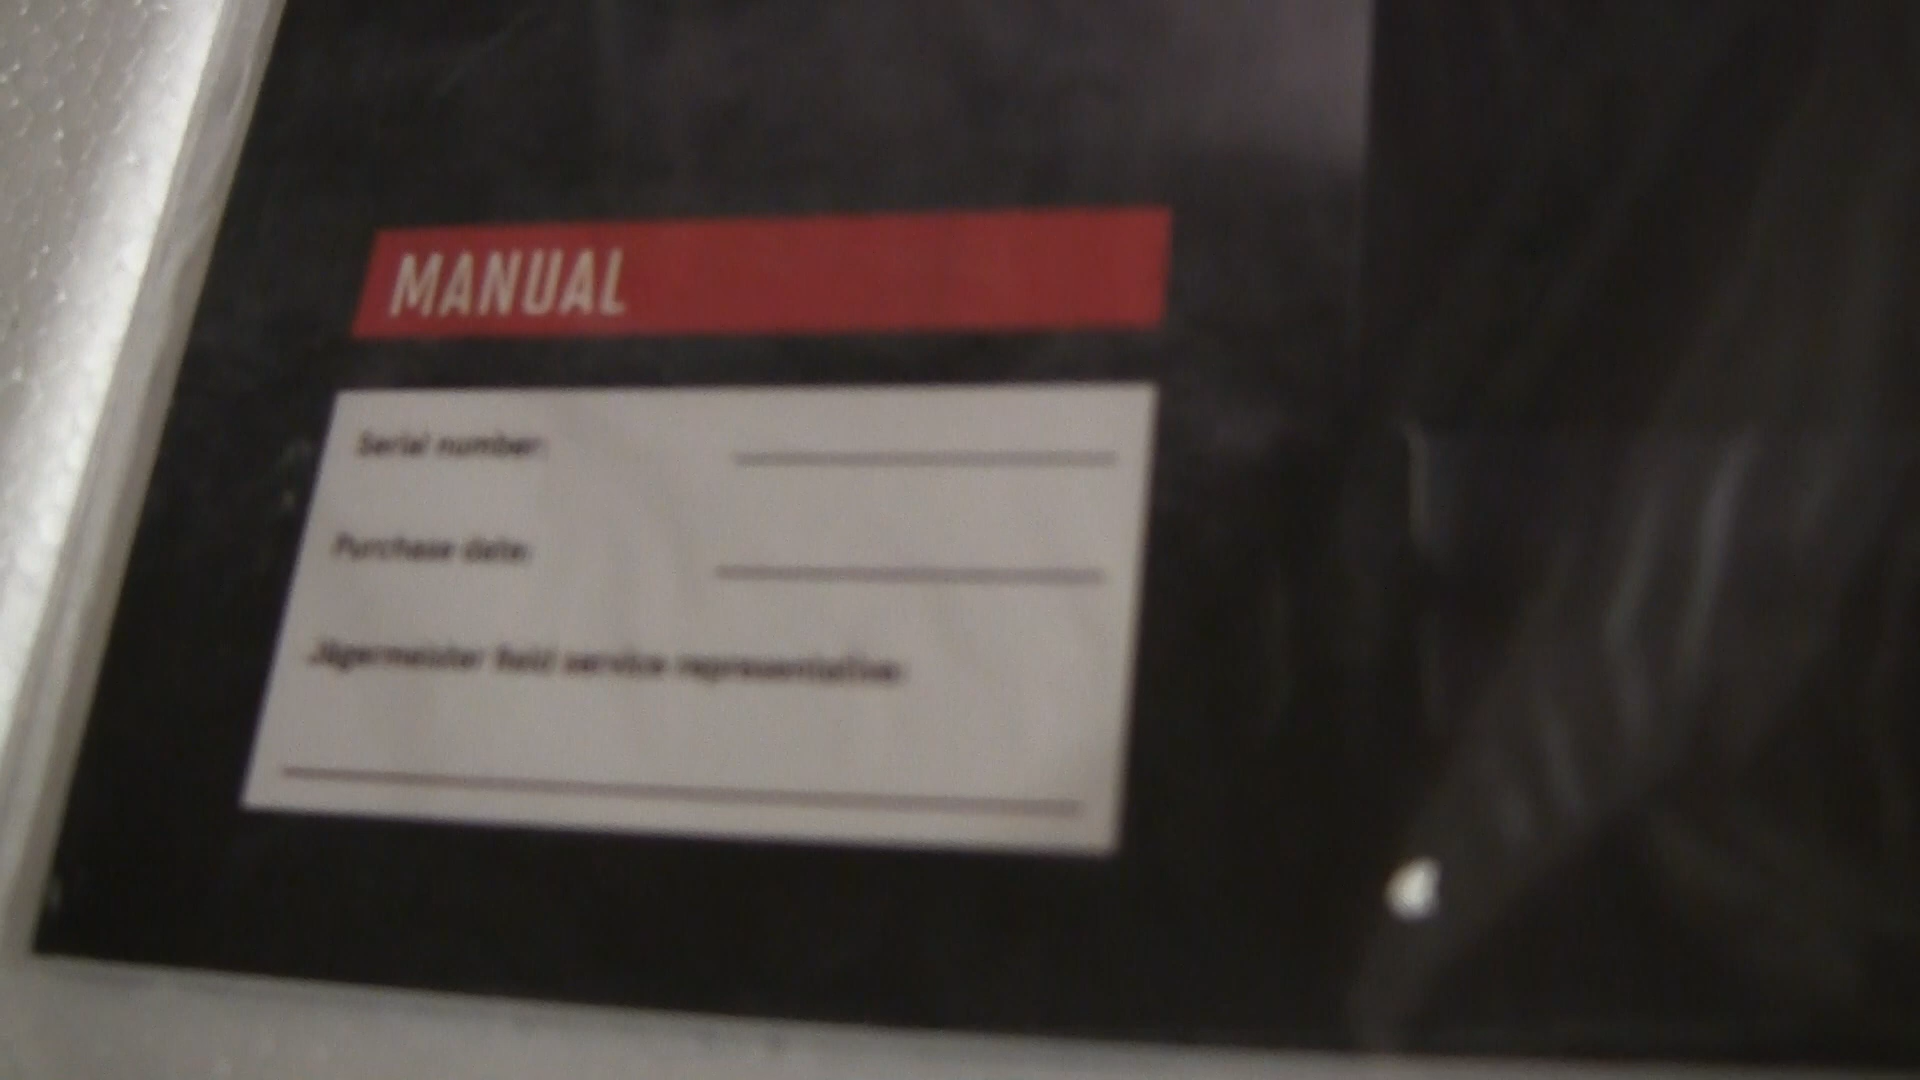 MANUAL
Serial number:
Purchase date:
Jägermeister field service representative: